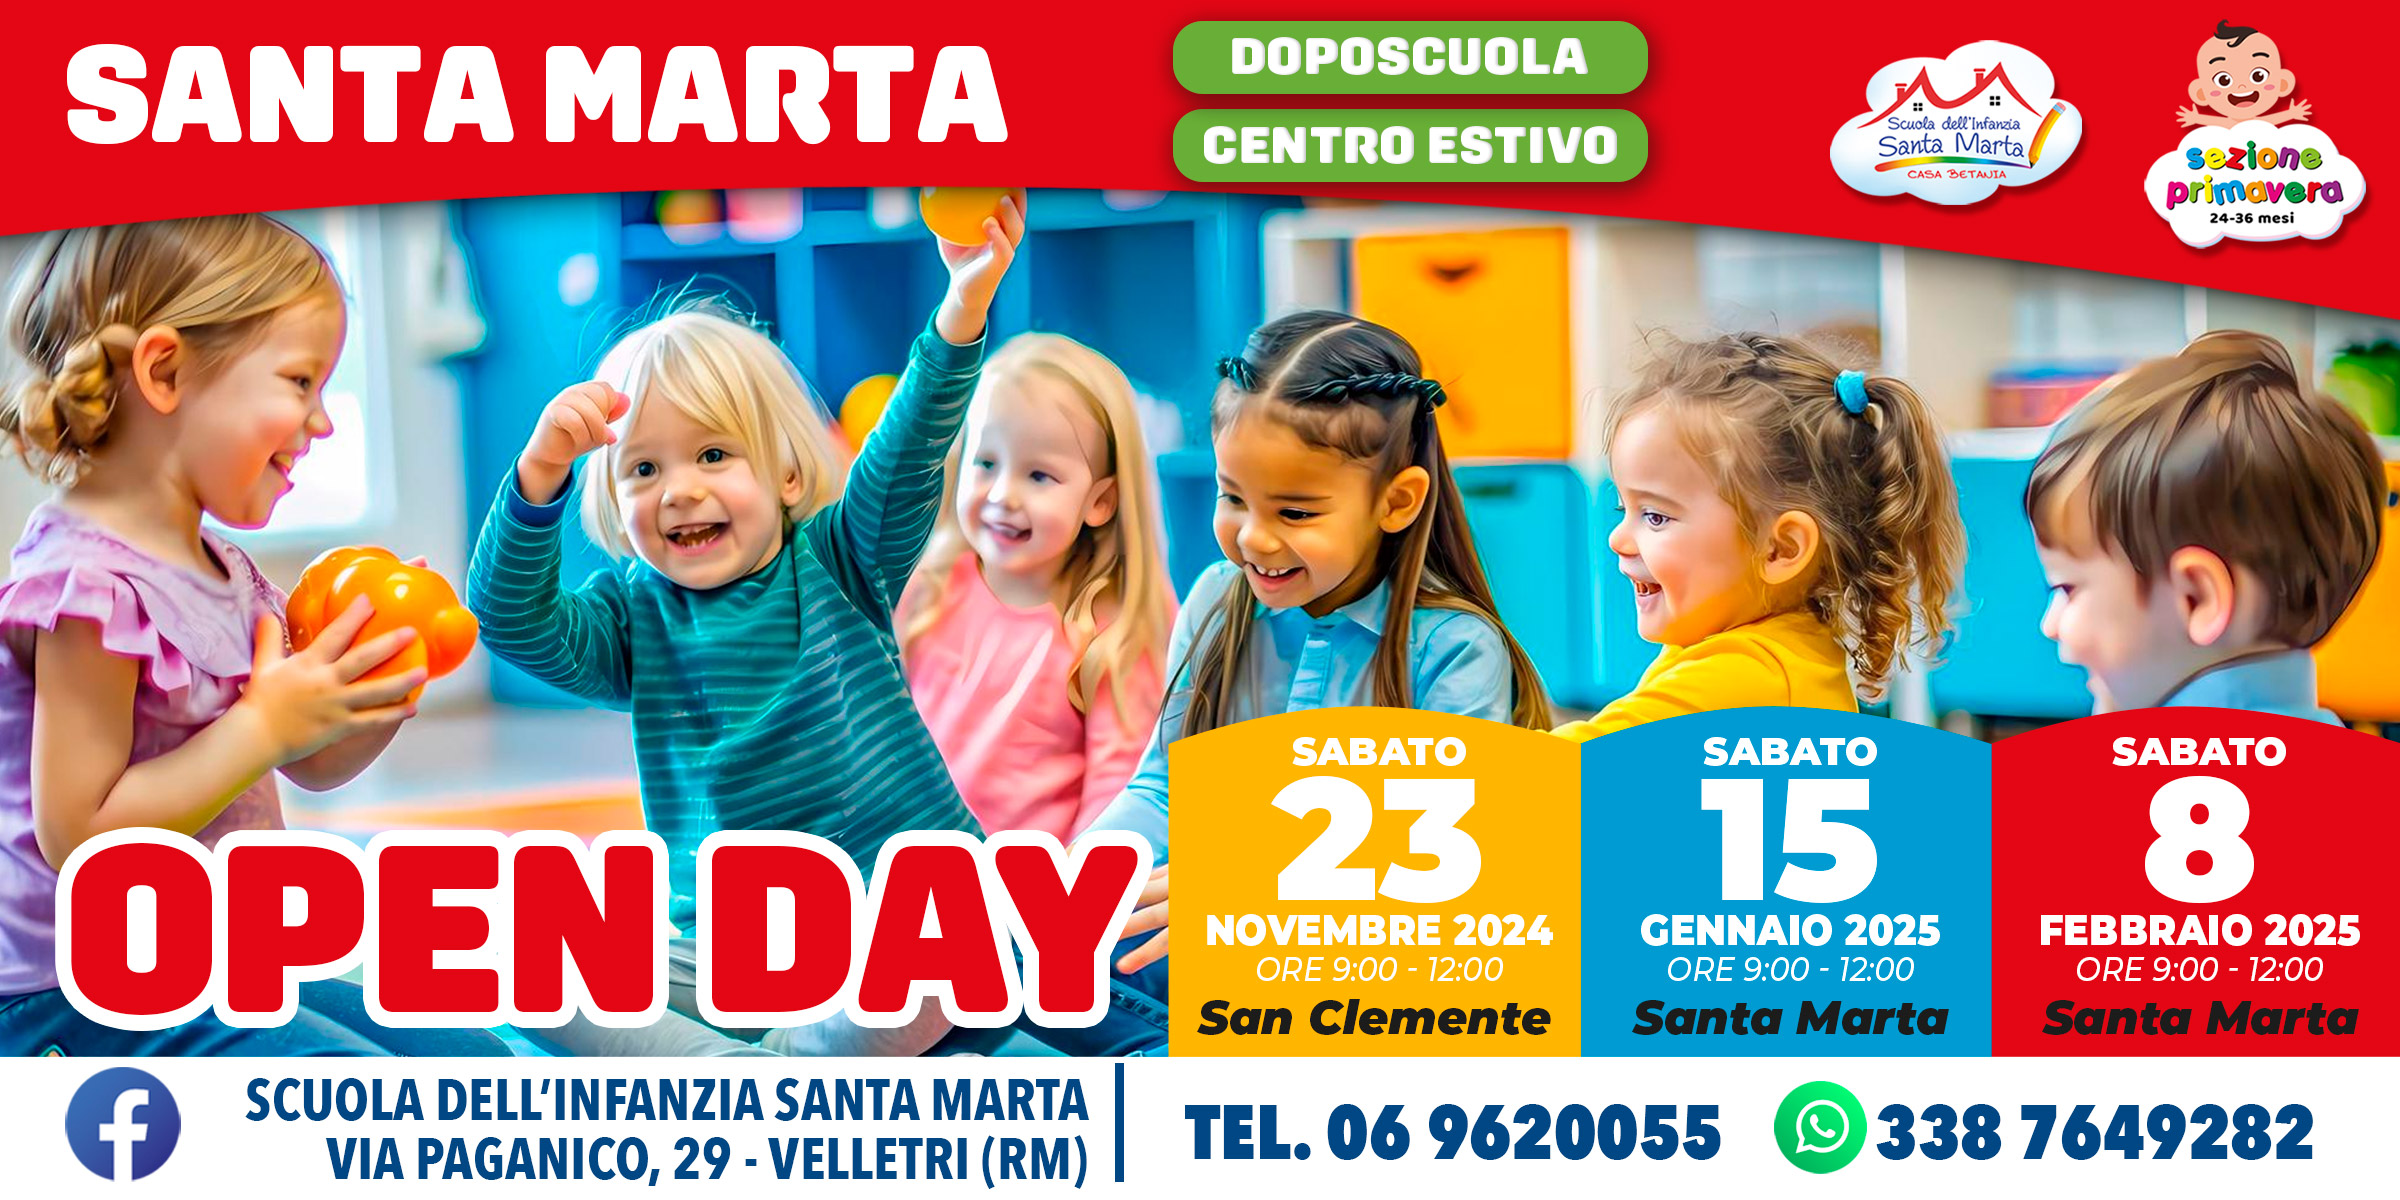 SANTA MARTA
DOPOSCUOLA
CENTRO ESTIVO
Scuola dell'Infanzia
Santa Marta
CASA BETANIA
sezione
primavera
24-36 mesi
OPEN DAY
SABATO
23
NOVEMBRE 2024
ORE 9:00 - 12:00
San Clemente
SABATO
15
GENNAIO 2025
ORE 9:00 - 12:00
Santa Marta
SABATO
8
FEBBRAIO 2025
ORE 9:00 - 12:00
Santa Marta
SCUOLA DELL'INFANZIA SANTA MARTA
VIA PAGANICO, 29 - VELLETRI (RM)
TEL. 06 9620055
338 7649282